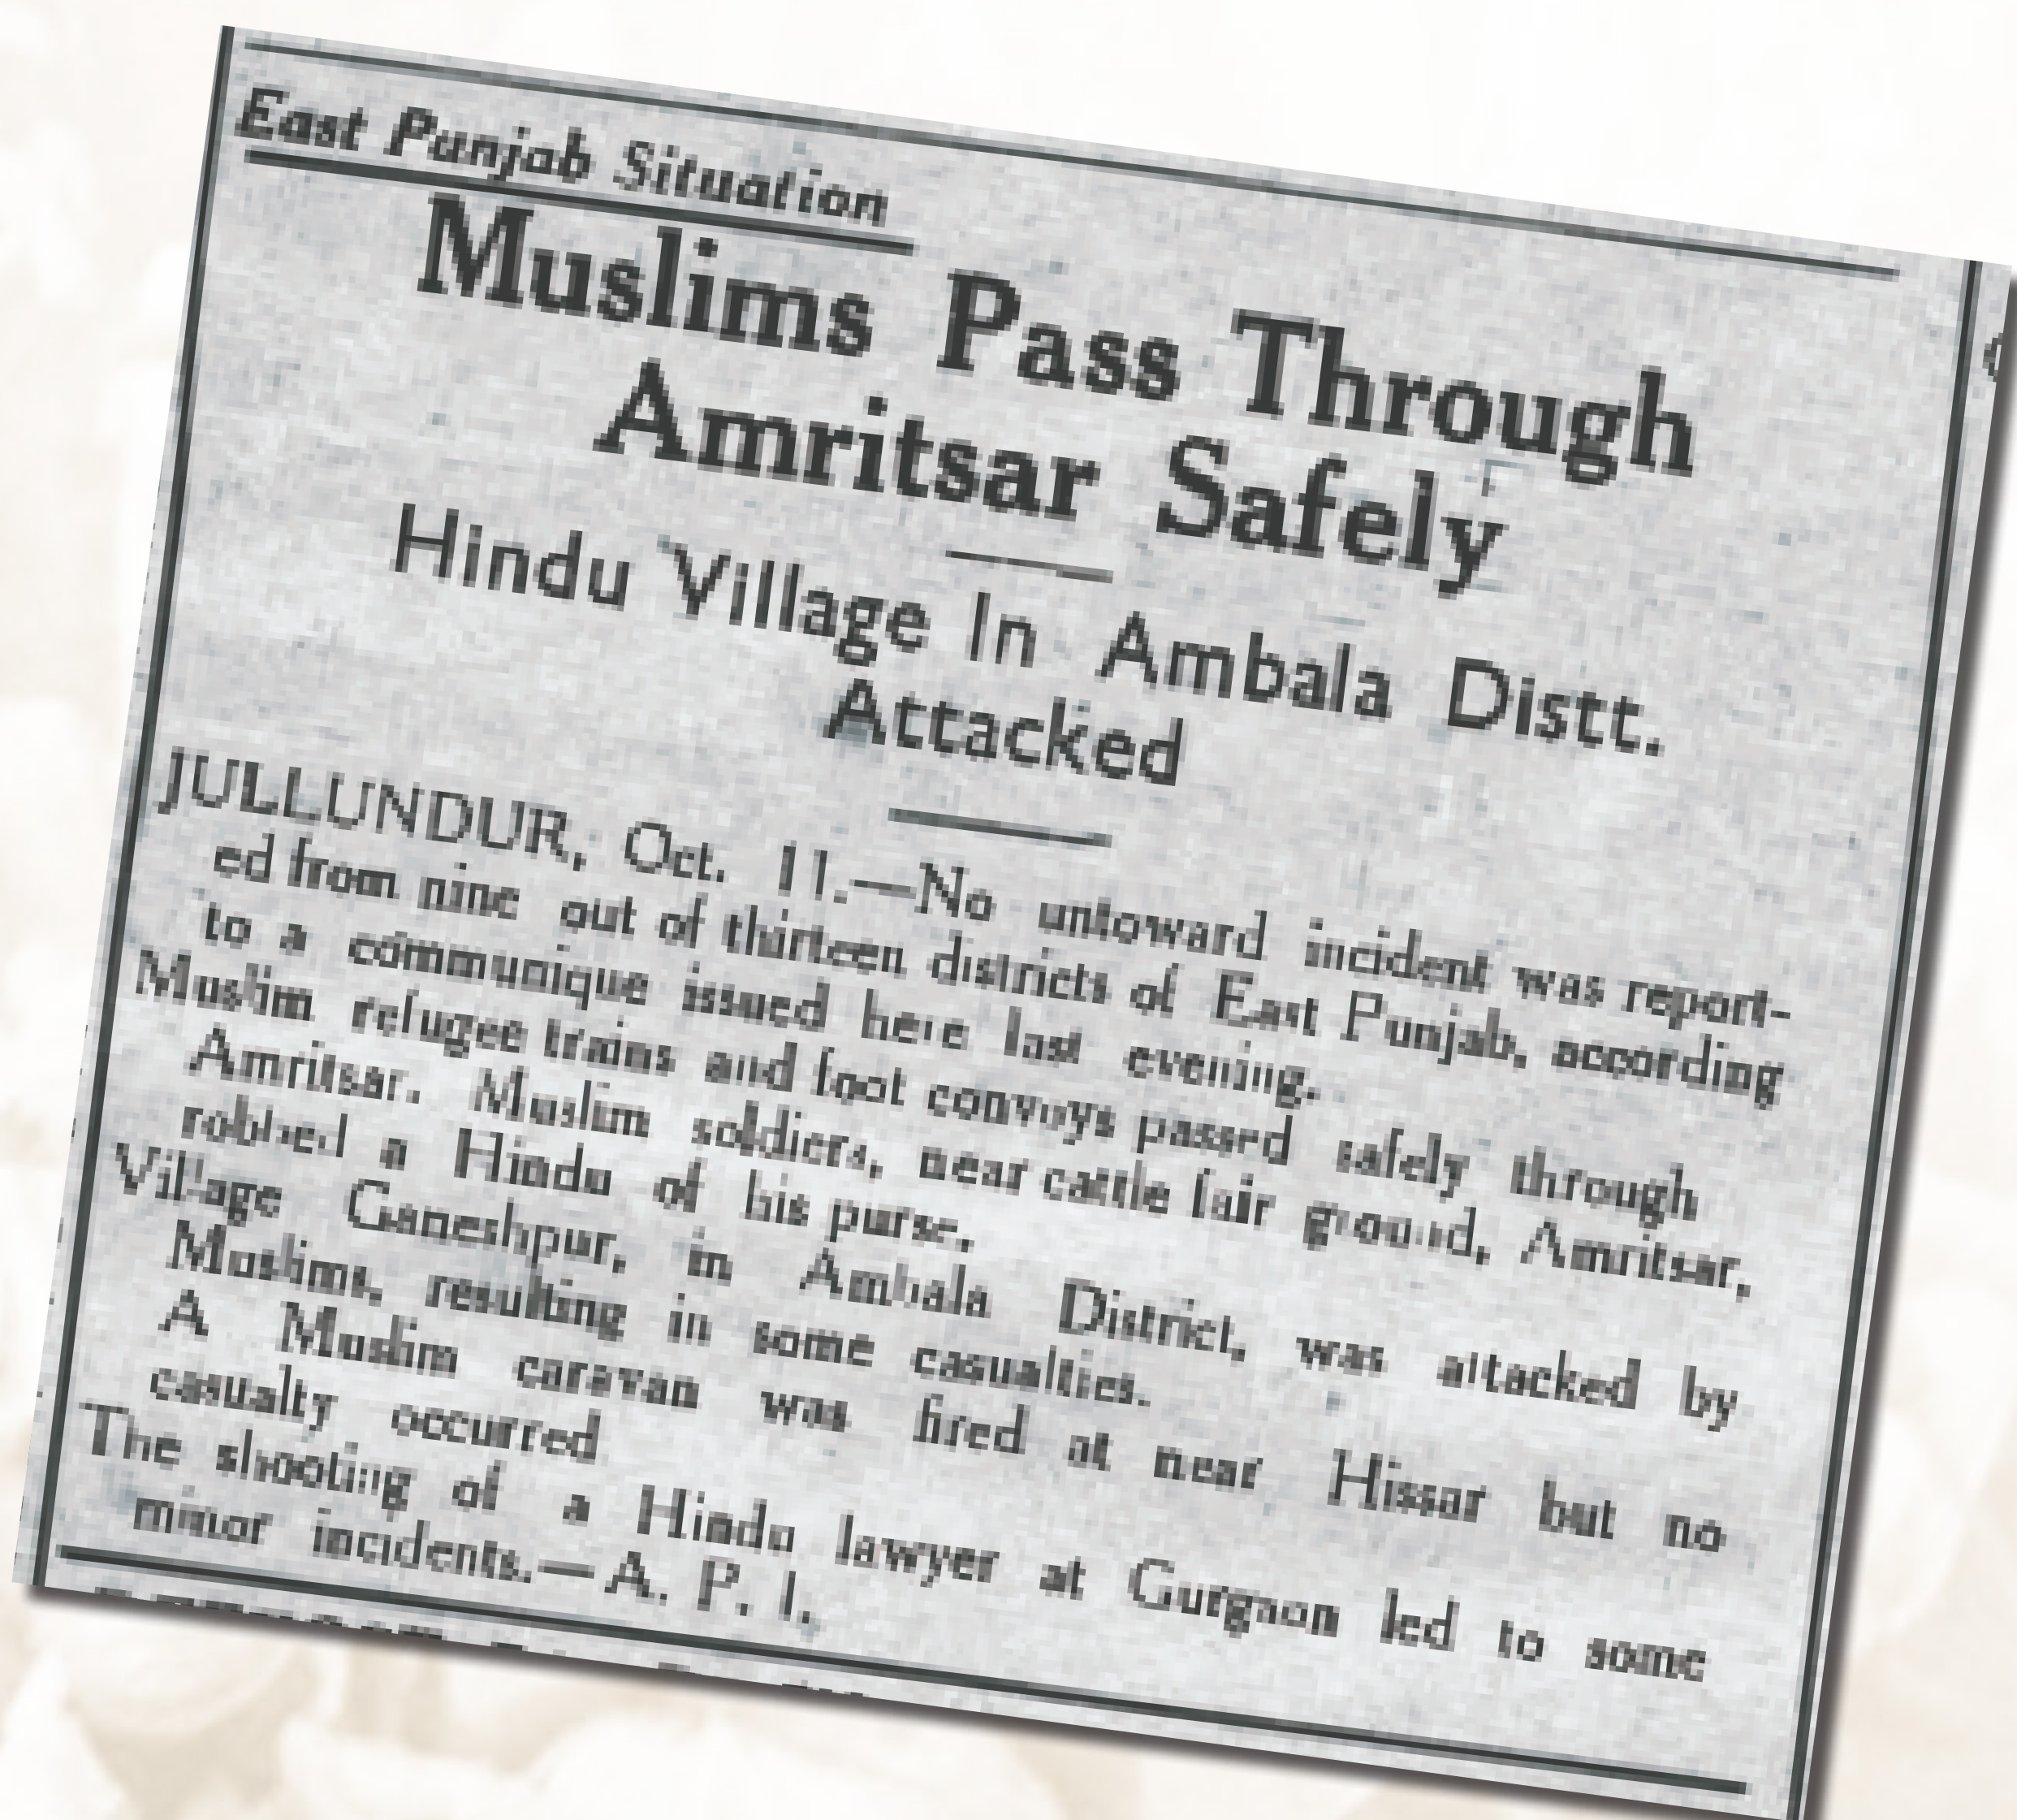 East Punjab Situation
Muslims Pass Through
Amritsar Safely
Hindu Village In Ambala Distt.
Attacked
JULLUNDUR, Oct. 11.—No untoward incident was report-
ed from nine out of thirteen districts of East Punjab, according
to a communique issued here last evening.
Muslim refugee trains and foot convoys passed safely through
Amritsar. Muslim soldiers, near cattle fair ground, Amritsar,
robbed a Hindu of his purse.
Village Ganeshpur, in Ambala District, was attacked by
Muslims, resulting in some casualties.
A Muslim caravan was fired at near Hissar but no
casualty occurred
The shooting of a Hindu lawyer at Gurgaon led to some
minor incidents.—A. P. I.